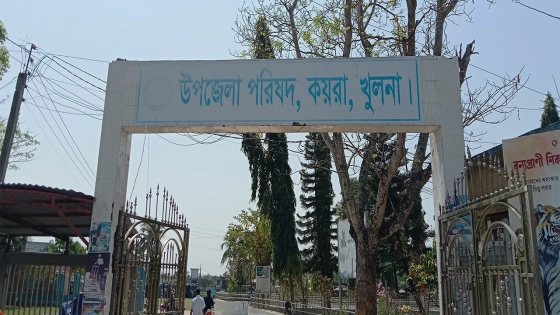 উপজেলা পরিষদ, কয়রা, খুলনা।